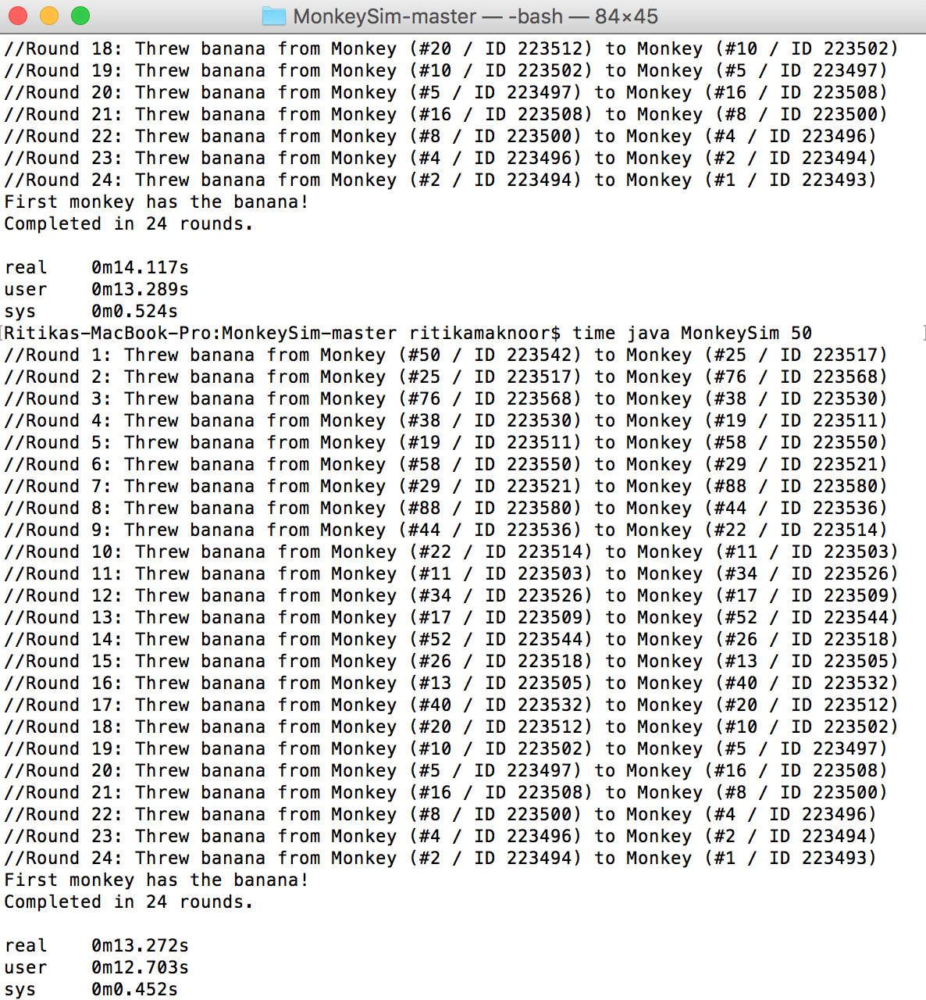 MonkeySim-master — -bash — 84×45
//Round 18: Threw banana from Monkey (#20 / ID 223512) to Monkey (#10 / ID 223502)
//Round 19: Threw banana from Monkey (#10 / ID 223502) to Monkey (#5 / ID 223497)
//Round 20: Threw banana from Monkey (#5 / ID 223497) to Monkey (#16 / ID 223508)
//Round 21: Threw banana from Monkey (#16 / ID 223508) to Monkey (#8 / ID 223500)
//Round 22: Threw banana from Monkey (#8 / ID 223500) to Monkey (#4 / ID 223496)
//Round 23: Threw banana from Monkey (#4 / ID 223496) to Monkey (#2 / ID 223494)
//Round 24: Threw banana from Monkey (#2 / ID 223494) to Monkey (#1 / ID 223493)
First monkey has the banana!
Completed in 24 rounds.
real 0m14.117s
user 0m13.289s
sys 0m0.524s
[Ritikas-MacBook-Pro:MonkeySim-master ritikamaknoor$ time java MonkeySim 50 ]
//Round 1: Threw banana from Monkey (#50 / ID 223542) to Monkey (#25 / ID 223517)
//Round 2: Threw banana from Monkey (#25 / ID 223517) to Monkey (#76 / ID 223568)
//Round 3: Threw banana from Monkey (#76 / ID 223568) to Monkey (#38 / ID 223530)
//Round 4: Threw banana from Monkey (#38 / ID 223530) to Monkey (#19 / ID 223511)
//Round 5: Threw banana from Monkey (#19 / ID 223511) to Monkey (#58 / ID 223550)
//Round 6: Threw banana from Monkey (#58 / ID 223550) to Monkey (#29 / ID 223521)
//Round 7: Threw banana from Monkey (#29 / ID 223521) to Monkey (#88 / ID 223580)
//Round 8: Threw banana from Monkey (#88 / ID 223580) to Monkey (#44 / ID 223536)
//Round 9: Threw banana from Monkey (#44 / ID 223536) to Monkey (#22 / ID 223514)
//Round 10: Threw banana from Monkey (#22 / ID 223514) to Monkey (#11 / ID 223503)
//Round 11: Threw banana from Monkey (#11 / ID 223503) to Monkey (#34 / ID 223526)
//Round 12: Threw banana from Monkey (#34 / ID 223526) to Monkey (#17 / ID 223509)
//Round 13: Threw banana from Monkey (#17 / ID 223509) to Monkey (#52 / ID 223544)
//Round 14: Threw banana from Monkey (#52 / ID 223544) to Monkey (#26 / ID 223518)
//Round 15: Threw banana from Monkey (#26 / ID 223518) to Monkey (#13 / ID 223505)
//Round 16: Threw banana from Monkey (#13 / ID 223505) to Monkey (#40 / ID 223532)
//Round 17: Threw banana from Monkey (#40 / ID 223532) to Monkey (#20 / ID 223512)
//Round 18: Threw banana from Monkey (#20 / ID 223512) to Monkey (#10 / ID 223502)
//Round 19: Threw banana from Monkey (#10 / ID 223502) to Monkey (#5 / ID 223497)
//Round 20: Threw banana from Monkey (#5 / ID 223497) to Monkey (#16 / ID 223508)
//Round 21: Threw banana from Monkey (#16 / ID 223508) to Monkey (#8 / ID 223500)
//Round 22: Threw banana from Monkey (#8 / ID 223500) to Monkey (#4 / ID 223496)
//Round 23: Threw banana from Monkey (#4 / ID 223496) to Monkey (#2 / ID 223494)
//Round 24: Threw banana from Monkey (#2 / ID 223494) to Monkey (#1 / ID 223493)
First monkey has the banana!
Completed in 24 rounds.
real 0m13.272s
user 0m12.703s
sys 0m0.452s